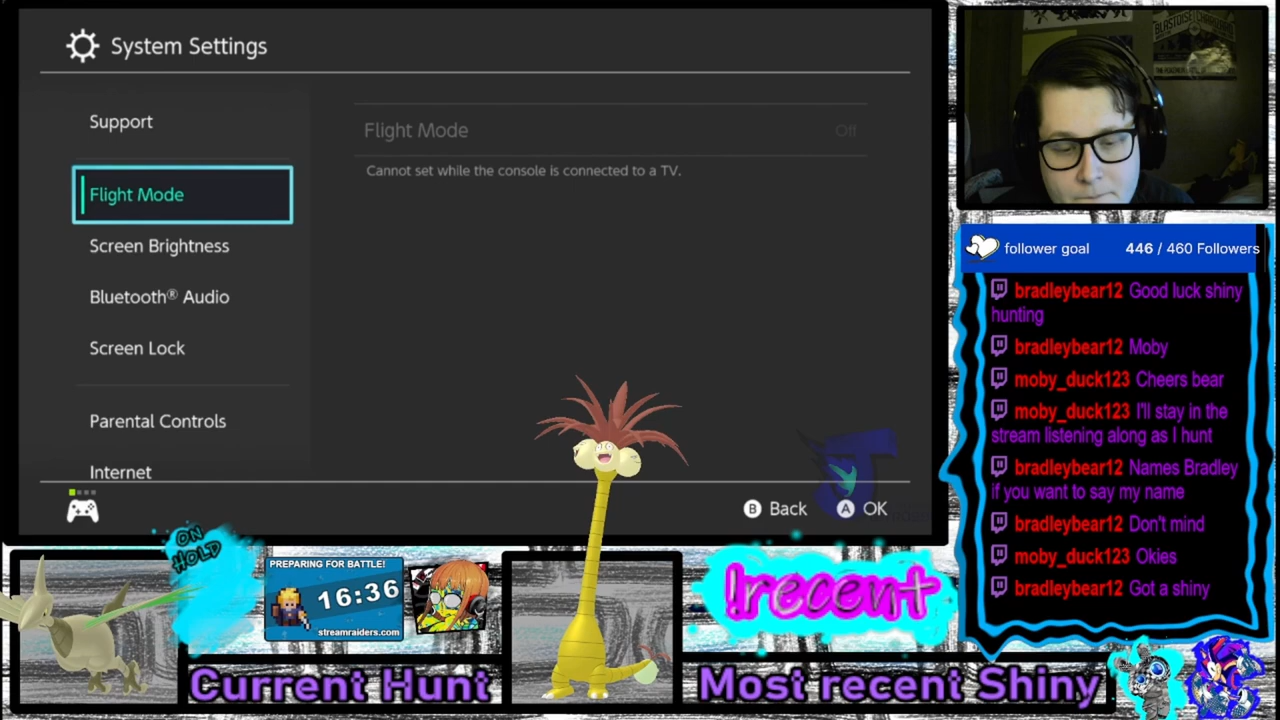 System Settings
Support
Flight Mode
Screen Brightness
Bluetooth® Audio
Screen Lock
Parental Controls
Internet
Flight Mode Off
Cannot set while the console is connected to a TV.
B Back A OK
BLASTOISE CHARIZARD
follower goal 446 / 460 Followers
bradleybear12 Good luck shiny
hunting
bradleybear12 Moby
moby_duck123 Cheers bear
moby_duck123 I'll stay in the
stream listening along as I hunt
bradleybear12 Names Bradley
if you want to say my name
bradleybear12 Don't mind
moby_duck123 Okies
bradleybear12 Got a shiny
ON
HOLD
PREPARING FOR BATTLE!
16:36
streamraiders.com
!recent
Current Hunt
Most recent Shiny